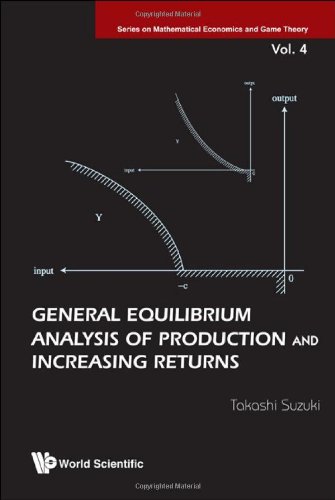 Series on Mathematical Economics and Game Theory
Vol. 4
output
output
Y
input
0
Y
input
-c
0
GENERAL EQUILIBRIUM
ANALYSIS OF PRODUCTION AND
INCREASING RETURNS
Takashi Suzuki
World Scientific